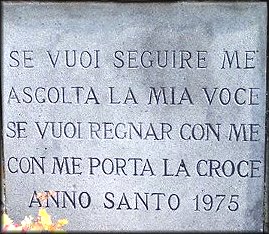 SE VUOI SEGUIRE ME
ASCOLTA LA MIA VOCE
SE VUOI REGNAR CON ME
CON ME PORTA LA CROCE
ANNO SANTO 1975